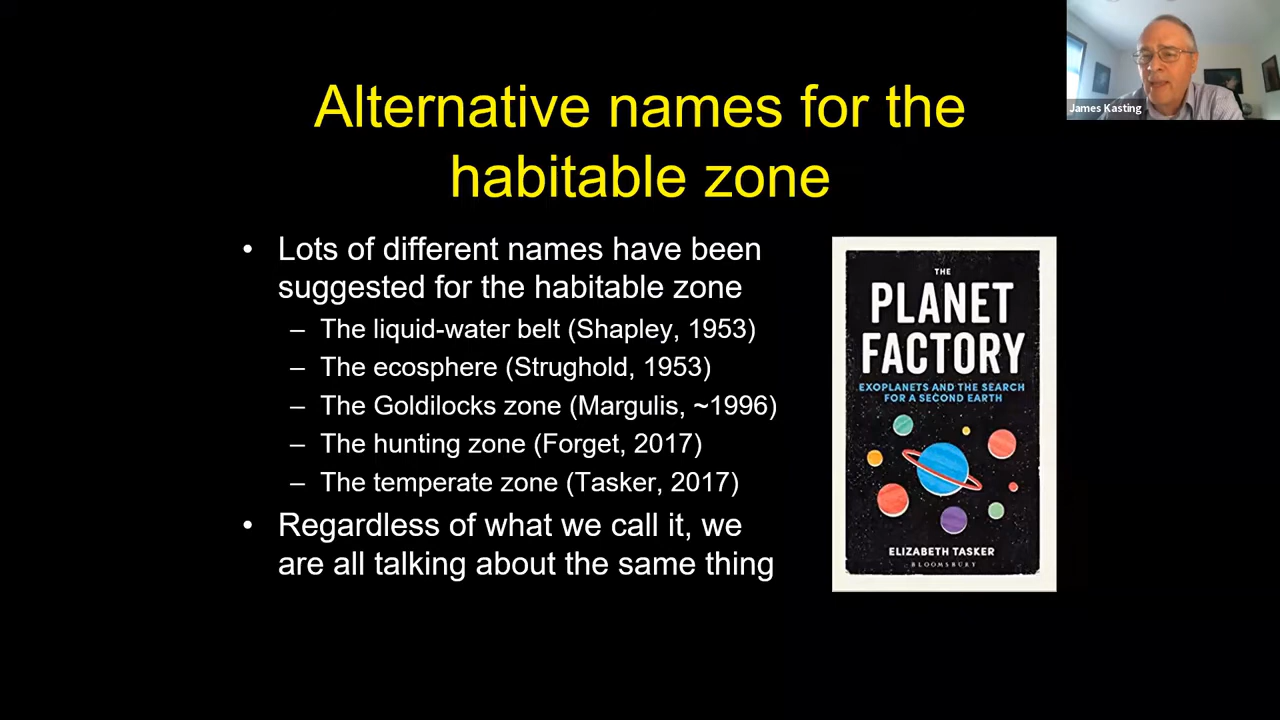 Alternative names for the
habitable zone
James Kasting
• Lots of different names have been
suggested for the habitable zone
– The liquid-water belt (Shapley, 1953)
– The ecosphere (Strughold, 1953)
– The Goldilocks zone (Margulis, ~1996)
– The hunting zone (Forget, 2017)
– The temperate zone (Tasker, 2017)
• Regardless of what we call it, we
are all talking about the same thing
THE
PLANET
FACTORY
EXOPLANETS AND THE SEARCH
FOR A SECOND EARTH
ELIZABETH TASKER
BLOOMSBURY